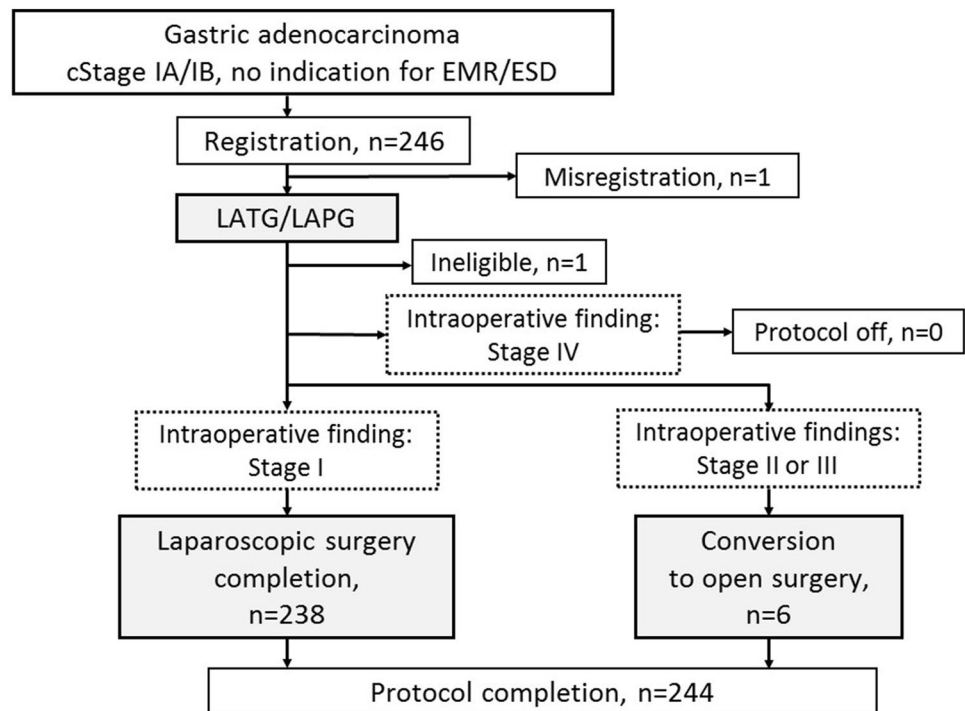 Gastric adenocarcinoma
cStage IA/IB, no indication for EMR/ESD
Registration, n=246
Misregistration, n=1
LATG/LAPG
Ineligible, n=1
Intraoperative finding:
Stage IV
Protocol off, n=0
Intraoperative finding:
Stage I
Intraoperative findings:
Stage II or III
Laparoscopic surgery
completion,
n=238
Conversion
to open surgery,
n=6
Protocol completion, n=244